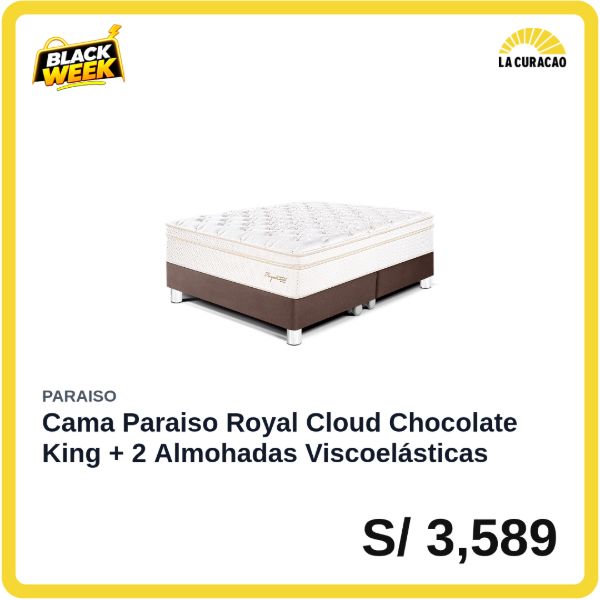 BLACK
WEEK
LA CURACAO
PARAISO
Cama Paraiso Royal Cloud Chocolate
King + 2 Almohadas Viscoelásticas
S/ 3,589